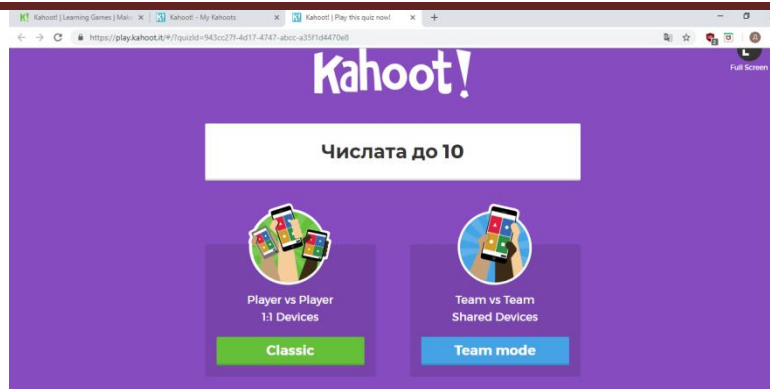 Kahoot! | Learning Games | Make
Kahoot! - My Kahoots
Kahoot! | Play this quiz now!
https://play.kahoot.it/#/?quizId=943cc27f-4d17-4747-abcc-a35f1d4470e8
Kahoot!
Full Screen
Числата до 10
Player vs Player
1:1 Devices
Classic
Team vs Team
Shared Devices
Team mode